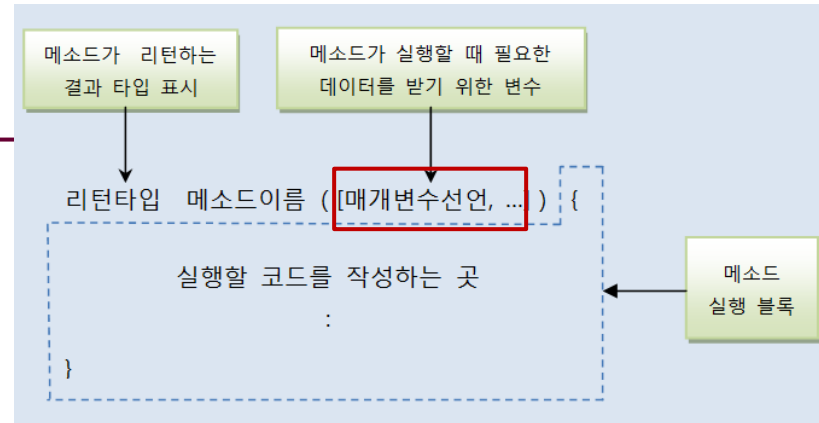 메소드가 리턴하는
결과 타입 표시
메소드가 실행할 때 필요한
데이터를 받기 위한 변수
리턴타입 메소드이름 ( [매개변수선언, ...] ) {
실행할 코드를 작성하는 곳
:
}
메소드
실행 블록